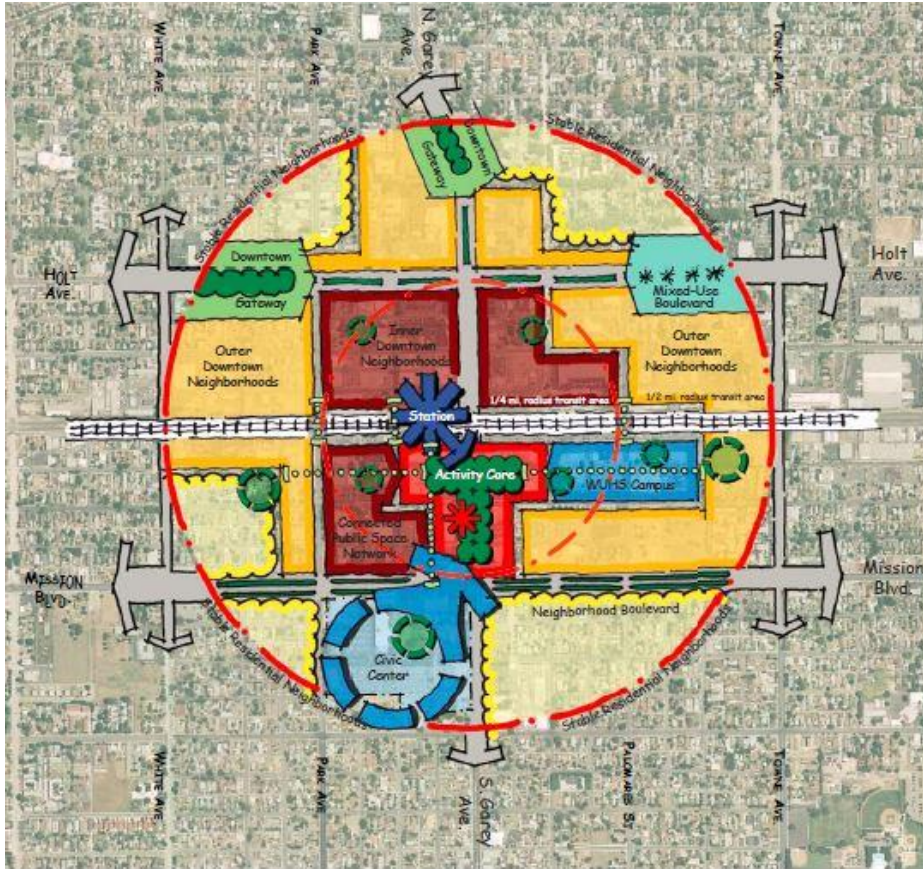 WHITE AVE
PARK AVE
N. Garey
Ave.
TOWNE AVE
Stable Residential Neighborhoods
Downtown
Gateway
Stable Residential Neighborhoods
HOLT
AVE.
Downtown
Gateway
Mixed-Use
Boulevard
Holt
Ave.
Outer
Downtown
Neighborhoods
Inner
Downtown
Neighborhoods
Outer
Downtown
Neighborhoods
1/4 mi. radius transit area
1/2 mi. radius transit area
Station
Activity Core
WUHS Campus
Connected
Public Space
Network
MISSION
BLVD.
Mission
Blvd.
Neighborhood Boulevard
Stable Residential Neighborhoods
Civic
Center
Stable Residential Neighborhoods
WHITE AVE
PARK AVE
S. Garey
Ave.
PALOMARES ST
TOWNE AVE